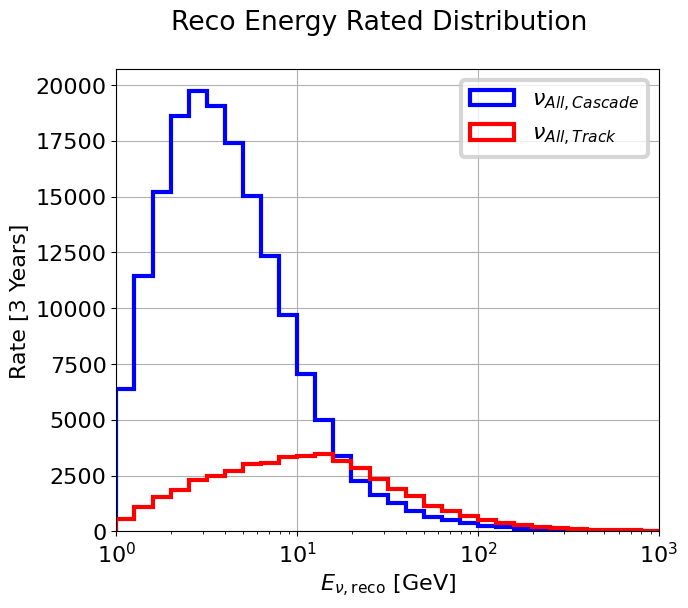 Reco Energy Rated Distribution
ν_{All, Cascade}
ν_{All, Track}
20000
17500
15000
12500
10000
7500
5000
2500
0
Rate [3 Years]
10^0 10^1 10^2 10^3
E_{ν, reco} [GeV]